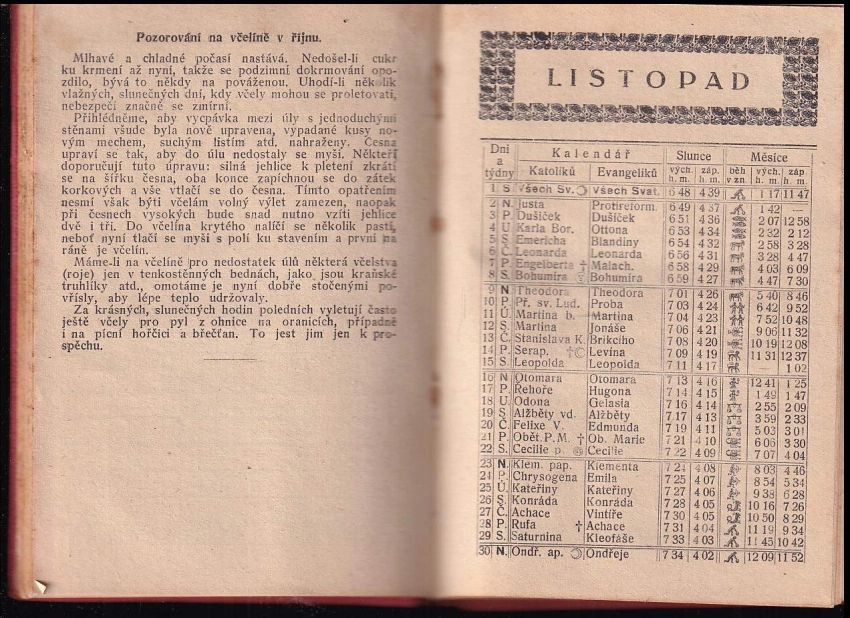 Pozorování na včelíně v říjnu.
Mlhavé a chladné počasí nastává. Nedošel-li cukr
ku krmení až nyní, takže se podzimní dokrmování opo-
zdilo, bývá to někdy na pováženou. Uhodí-li několik
vlažných, slunečných dní, kdy včely mohou se proletovati,
nebezpečí značně se zmírní.
Přihlédněme, aby vycpávka mezi úly s jednoduchými
stěnami všude byla nově upravena, vypadané kusy no-
vým mechem, suchým listím atd. nahraženy. Česna
upraví se tak, aby do úlu nedostaly se myši. Někteří
doporučují tuto úpravu: silná jehlice k pletení zkrátí
se na šířku česna, oba konce zapíchnou se do zátek
korkových a vše vtlačí se do česna. Tímto opatřením
nesmí však býti včelám volný výlet zamezen, naopak
při česnech vysokých bude snad nutno vzíti jehlice
dvě i tři. Do včelína krytého nalíčí se několik pastí,
neboť nyní tlačí se myši s polí ku stavením a první na
ráně je včelín.
Máme-li na včelíně pro nedostatek úlů některá včelstva
(roje) jen v tenkostěnných bednách, jako jsou kraňské
truhlíky atd., omotáme je nyní dobře stočenými po-
vřísly, aby lépe teplo udržovaly.
Za krásných, slunečných hodin poledních vyletují často
ještě včely pro pyl z ohnice na oranicích, případně
i na pícní hořčici a břečťan. To jest jim jen k pro-
spěchu.
LISTOPAD
Dni a týdny Kalendář Slunce Měsíce
Katolíků Evangelíků vých. h. m. záp. h. m. běh v zn. vých. h. m. záp. h. m.
1 S Všech Sv. Všech Svat. 6 48 4 39 1 17 11 47
2 N. Justa Protireform. 6 49 4 37 1 42 —
3 P. Dušiček Dušiček 6 51 4 36 2 07 12 58
4 Ú Karla Bor. Ottona 6 53 4 34 2 32 2 12
5 S. Emericha Blandiny 6 54 4 32 2 58 3 28
6 Č. Leonarda Leonarda 6 56 4 31 3 28 4 47
7 P. Engelberta † Malach. 6 58 4 29 4 03 6 09
8 S. Bohumíra Bohumíra 6 59 4 27 4 47 7 30
9 N. Theodora Theodora 7 01 4 26 5 40 8 46
10 P. Př. sv. Lud. Proba 7 03 4 24 6 42 9 52
11 Ú. Martina b. Martina 7 04 4 23 7 52 10 48
12 S. Martina Jonáše 7 06 4 21 9 06 11 32
13 Č. Stanislava K. Brikcího 7 08 4 20 10 19 12 08
14 P. Serap. † Levína 7 09 4 19 11 31 12 37
15 S. Leopolda Leopolda 7 11 4 17 — 1 02
16 N. Otomara Otomara 7 13 4 16 12 41 1 25
17 P. Řehoře Hugona 7 14 4 15 1 49 1 47
18 Ú. Odona Gelasia 7 16 4 14 2 55 2 09
19 S. Alžběty vd. Alžběty 7 17 4 13 3 59 2 33
20 Č. Felixe V. Edmunda 7 19 4 11 5 03 3 01
21 P. Obět. P. M. † Ob. Marie 7 21 4 10 6 06 3 30
22 S. Cecilie p. Cecilie 7 22 4 09 7 07 4 04
23 N. Klem. pap. Klementa 7 24 4 08 8 03 4 46
24 P. Chrysogena Emila 7 25 4 07 8 54 5 34
25 Ú. Kateřiny Kateřiny 7 27 4 06 9 38 6 28
26 S. Konráda Konráda 7 28 4 05 10 16 7 26
27 Č. Achace Vintíře 7 30 4 05 10 50 8 29
28 P. Rufa † Achace 7 31 4 04 11 19 9 34
29 S. Saturnina Kleofáše 7 33 4 03 11 45 10 42
30 N. Ondř. ap. Ondřeje 7 34 4 02 12 09 11 52